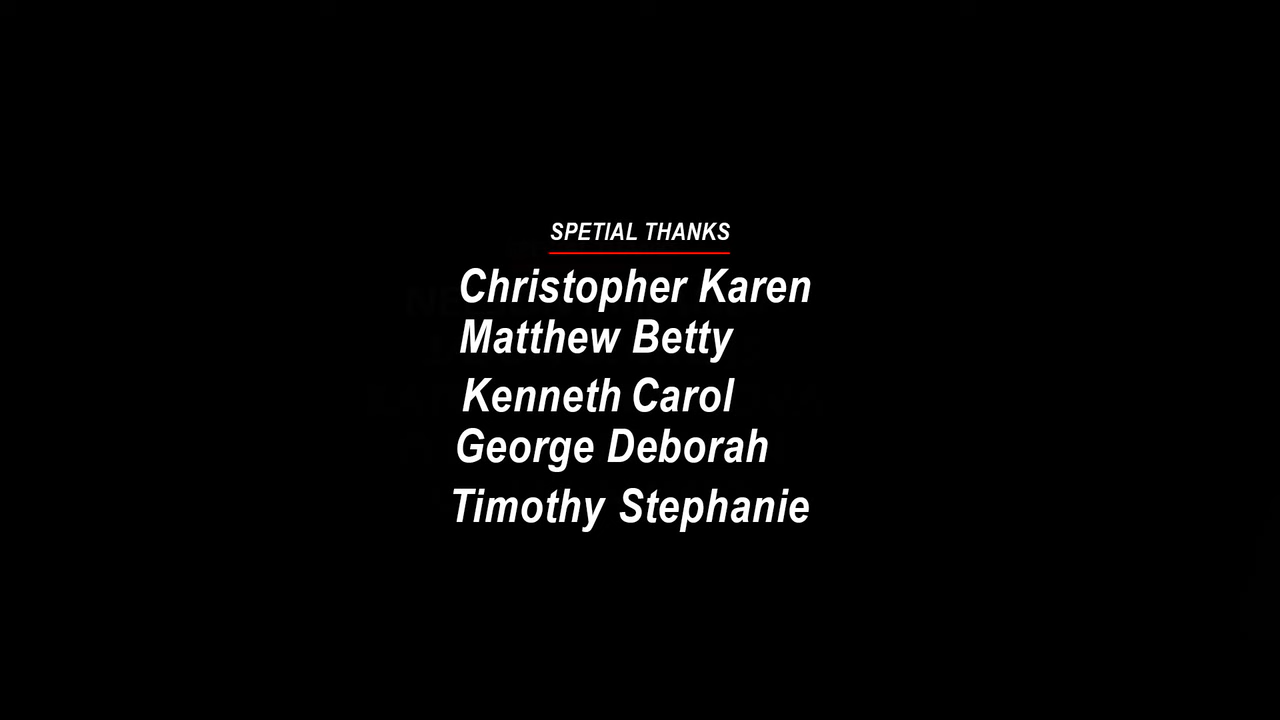 SPETIAL THANKS
Christopher Karen
Matthew Betty
Kenneth Carol
George Deborah
Timothy Stephanie